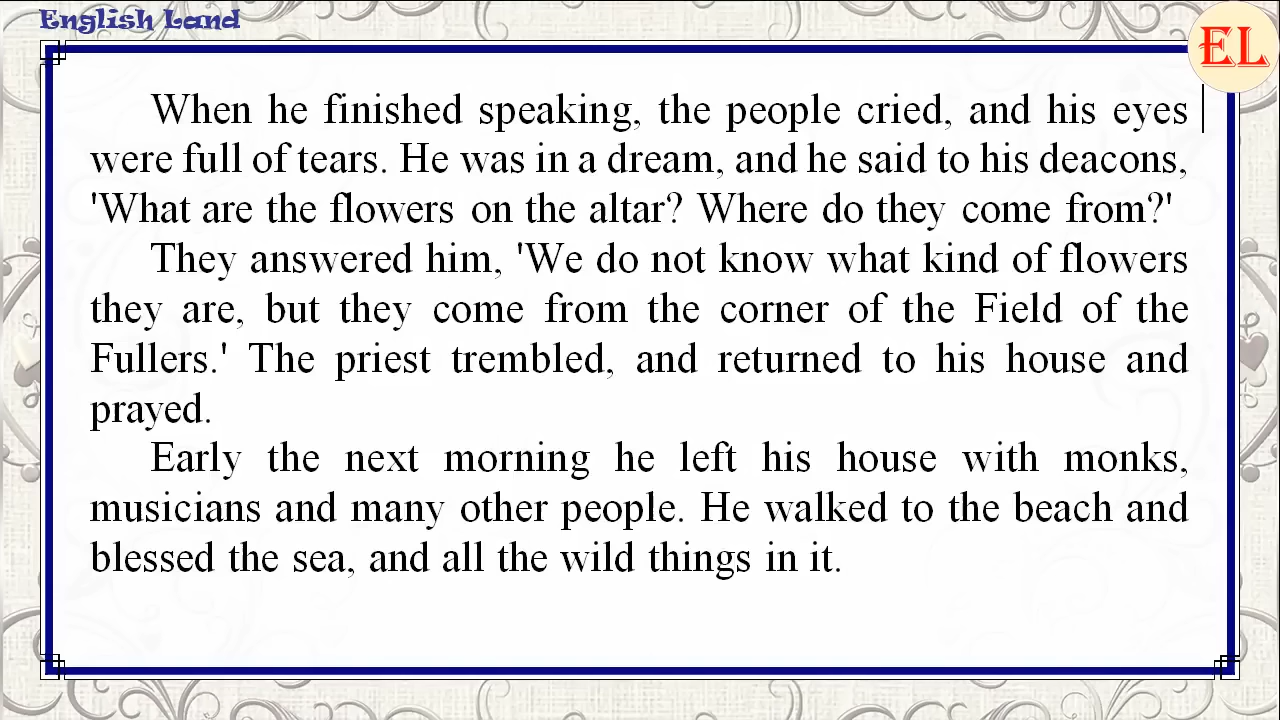 English Land
EL
When he finished speaking, the people cried, and his eyes
were full of tears. He was in a dream, and he said to his deacons,
'What are the flowers on the altar? Where do they come from?'
They answered him, 'We do not know what kind of flowers
they are, but they come from the corner of the Field of the
Fullers.' The priest trembled, and returned to his house and
prayed.
Early the next morning he left his house with monks,
musicians and many other people. He walked to the beach and
blessed the sea, and all the wild things in it.